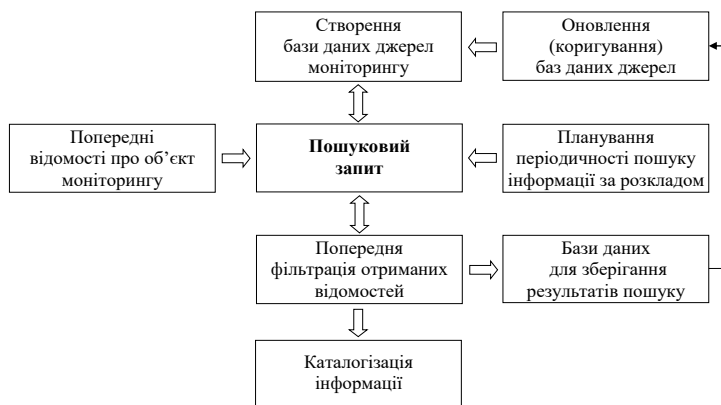 Створення
бази даних джерел
моніторингу
Оновлення
(коригування)
баз даних джерел
Попередні
відомості про об’єкт
моніторингу
Пошуковий
запит
Планування
періодичності пошуку
інформації за розкладом
Попередня
фільтрація отриманих
відомостей
Бази даних
для зберігання
результатів пошуку
Каталогізація
інформації